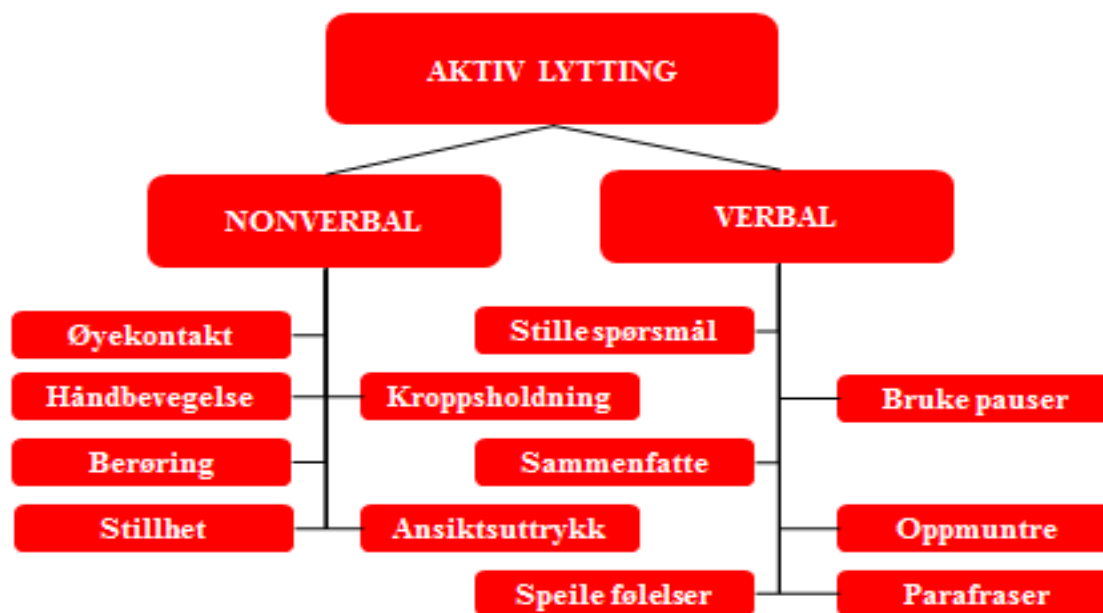 AKTIV LYTTING
NONVERBAL
VERBAL
Øyekontakt
Håndbevegelse
Kroppsholdning
Berøring
Stillhet
Ansiktsuttrykk
Stille spørsmål
Bruke pauser
Sammenfatte
Oppmuntre
Speile følelser
Parafraser